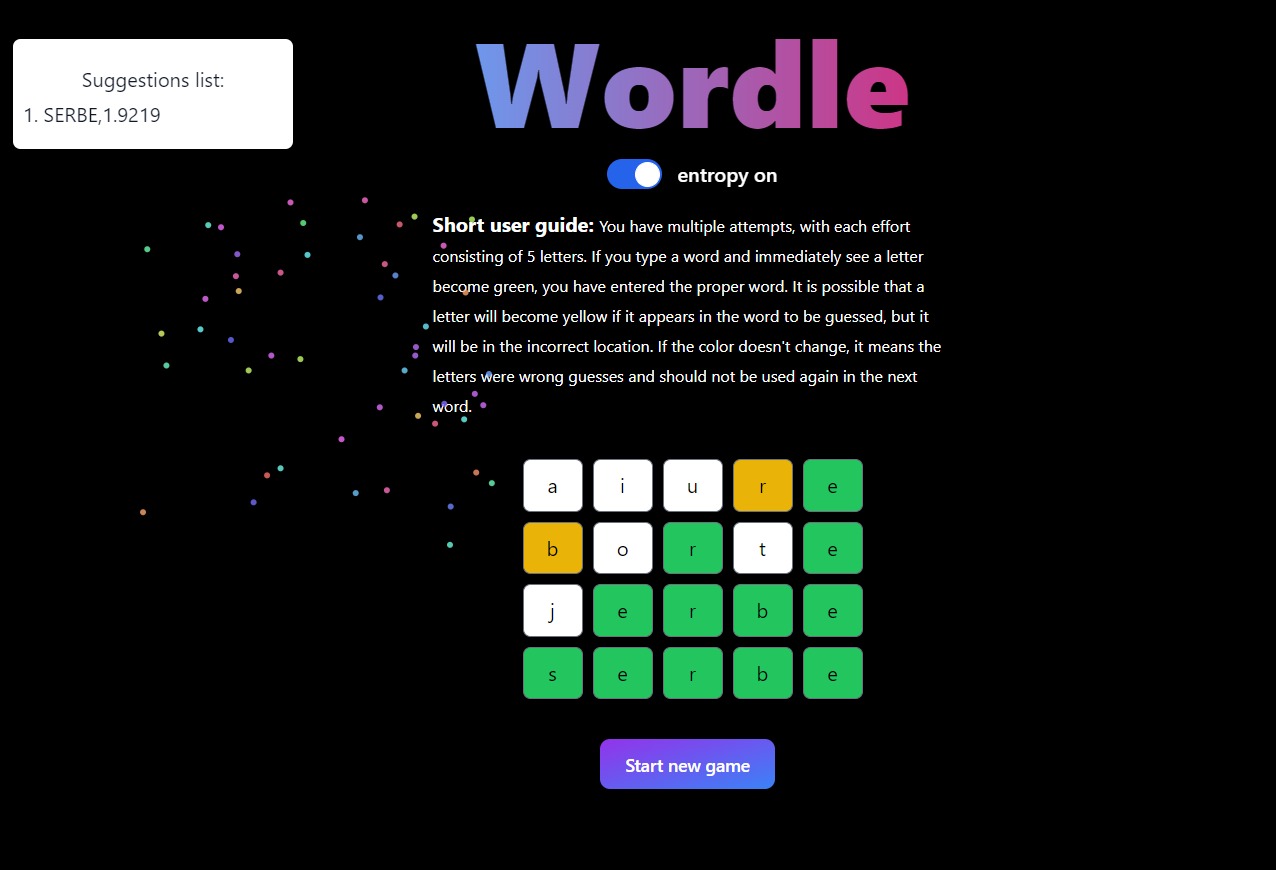 Wordle
Suggestions list:
1. SERBE,1.9219
entropy on
Short user guide: You have multiple attempts, with each effort
consisting of 5 letters. If you type a word and immediately see a letter
become green, you have entered the proper word. It is possible that a
letter will become yellow if it appears in the word to be guessed, but it
will be in the incorrect location. If the color doesn't change, it means the
letters were wrong guesses and should not be used again in the next
word.
a i u r e
b o r t e
j e r b e
s e r b e
Start new game